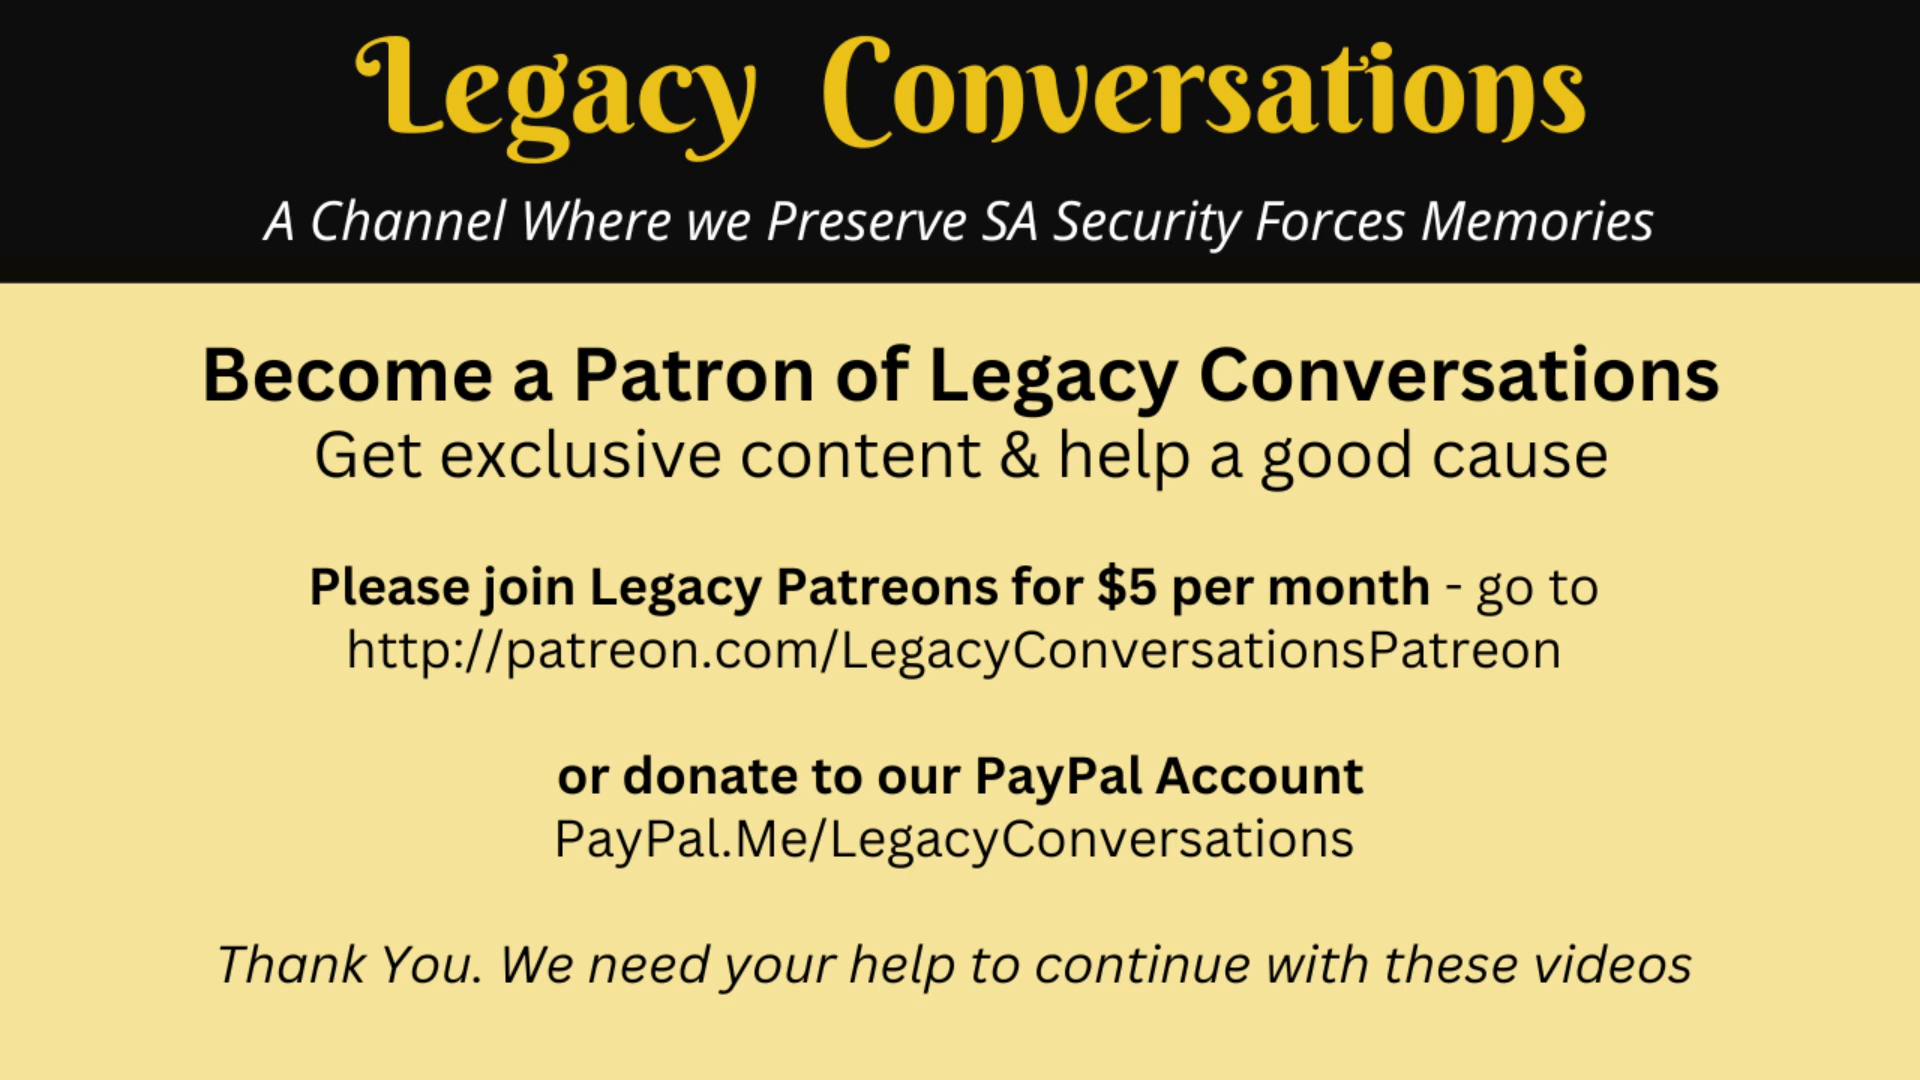 Legacy Conversations
A Channel Where we Preserve SA Security Forces Memories
Become a Patron of Legacy Conversations
Get exclusive content & help a good cause
Please join Legacy Patreons for $5 per month - go to
http://patreon.com/LegacyConversationsPatreon
or donate to our PayPal Account
PayPal.Me/LegacyConversations
Thank You. We need your help to continue with these videos